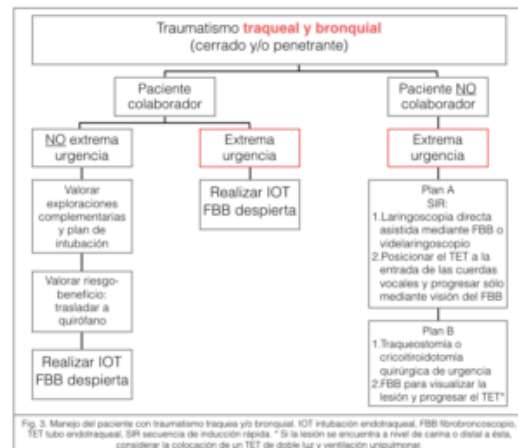 Traumatismo traqueal y bronquial
(cerrado y/o penetrante)
Paciente
colaborador
Paciente NO
colaborador
NO extrema
urgencia
Extrema
urgencia
Extrema
urgencia
Valorar
exploraciones
complementarias
y plan de
intubación
Realizar IOT
FBB despierta
Plan A
SIR:
1.Laringoscopia directa
asistida mediante FBB o
videlaringoscopio
2.Posicionar el TET a la
entrada de las cuerdas
vocales y progresar sólo
mediante visión del FBB
Valorar riesgo-
beneficio:
trasladar a
quirófano
Realizar IOT
FBB despierta
Plan B
1.Traqueostomía o
cricotiroidotomía
quirúrgica de urgencia
2.FBB para visualizar la
lesión y progresar el TET*
Fig. 3. Manejo del paciente con traumatismo traquea y/o bronquial. IOT intubación endotraqueal, FBB fibrobroncoscopio,
TET tubo endotraqueal, SIR secuencia de inducción rápida. * Si la lesión se encuentra a nivel de carina o distal a ésta,
considerar la colocación de un TET de doble luz y ventilación unipulmonar.